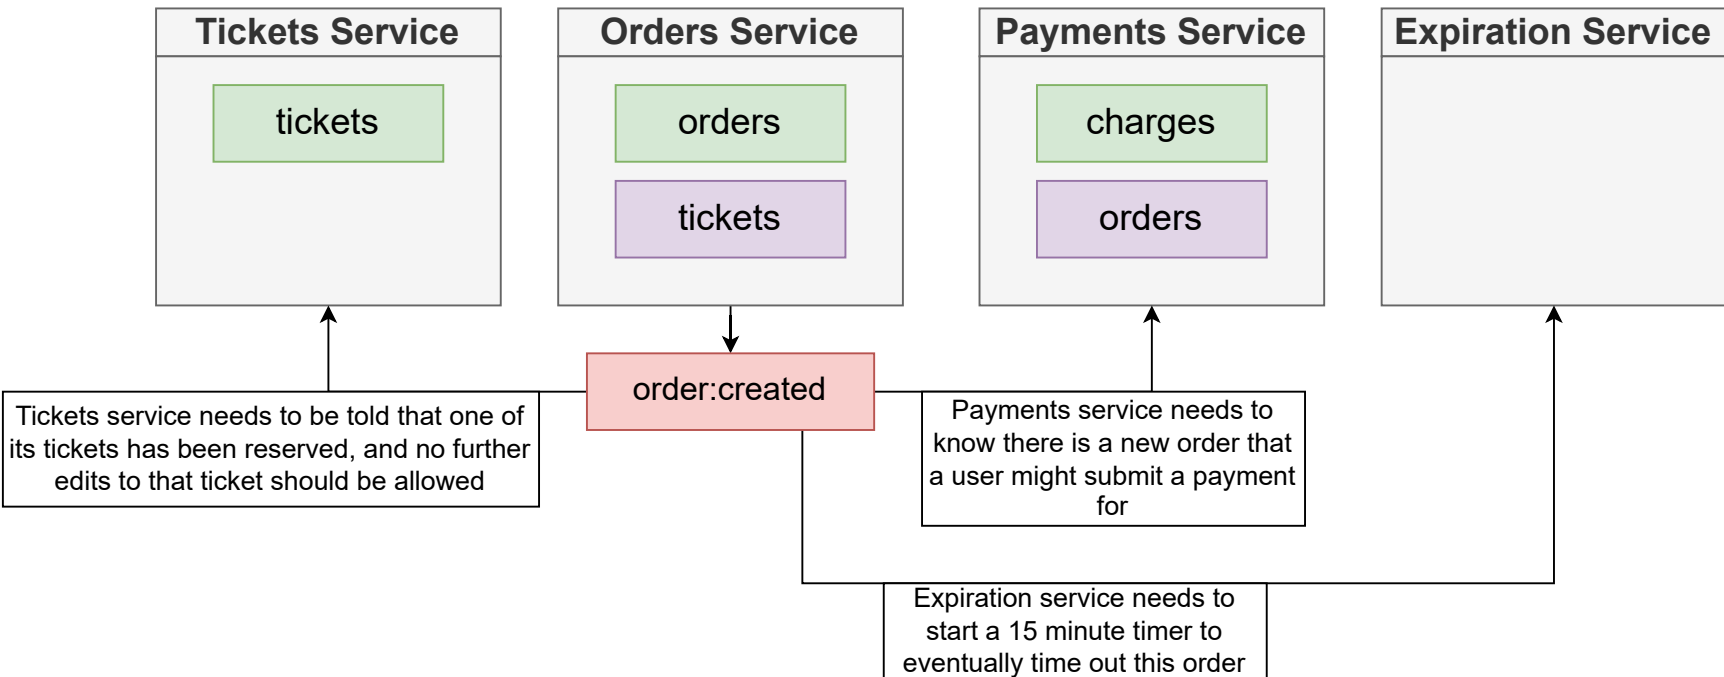 Tickets Service
Orders Service
Payments Service
Expiration Service
tickets
orders
charges
tickets
orders
order:created
Tickets service needs to be told that one of
its tickets has been reserved, and no further
edits to that ticket should be allowed
Payments service needs to
know there is a new order that
a user might submit a payment
for
Expiration service needs to
start a 15 minute timer to
eventually time out this order